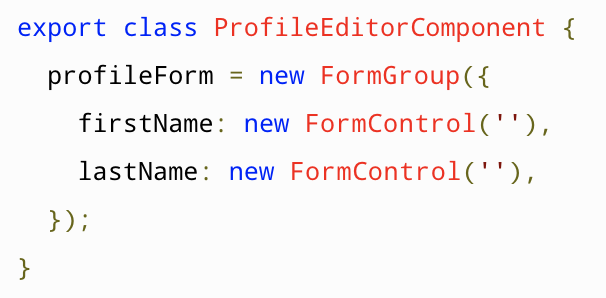 export class ProfileEditorComponent {
  profileForm = new FormGroup({
    firstName: new FormControl(''),
    lastName: new FormControl(''),
  });
}